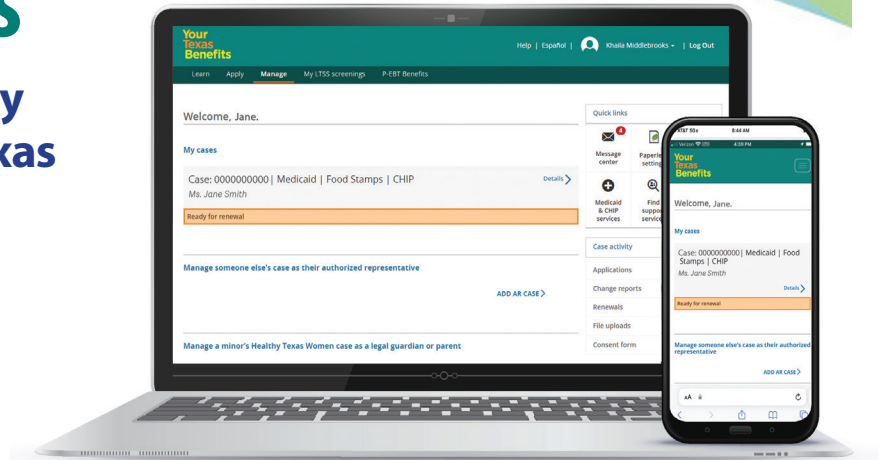 S
y
xas
Your
Texas
Benefits
Help | Español | Khaila Middlebrooks | Log Out
Learn Apply Manage My LTSS screenings P-EBT Benefits
Welcome, Jane.
My cases
Case: 0000000000| Medicaid | Food Stamps | CHIP
Details
Ms. Jane Smith
Ready for renewal
Manage someone else's case as their authorized representative
ADD AR CASE
Manage a minor's Healthy Texas Women case as a legal guardian or parent
Quick links
4
Message
center
Paperle
setting
Medicaid
& CHIP
services
Find
suppo
service
Case activity
Applications
Change reports
Renewals
File uploads
Consent form
AT&T 5Ge 8:44 AM
Verizon 4:59 PM
Your
Texas
Benefits
Welcome, Jane.
My cases
Case: 0000000000| Medicaid | Food
Stamps | CHIP
Ms. Jane Smith
Details
Ready for renewal
Manage someone else's case as their authorized
representative
ADD AR CASE
AA